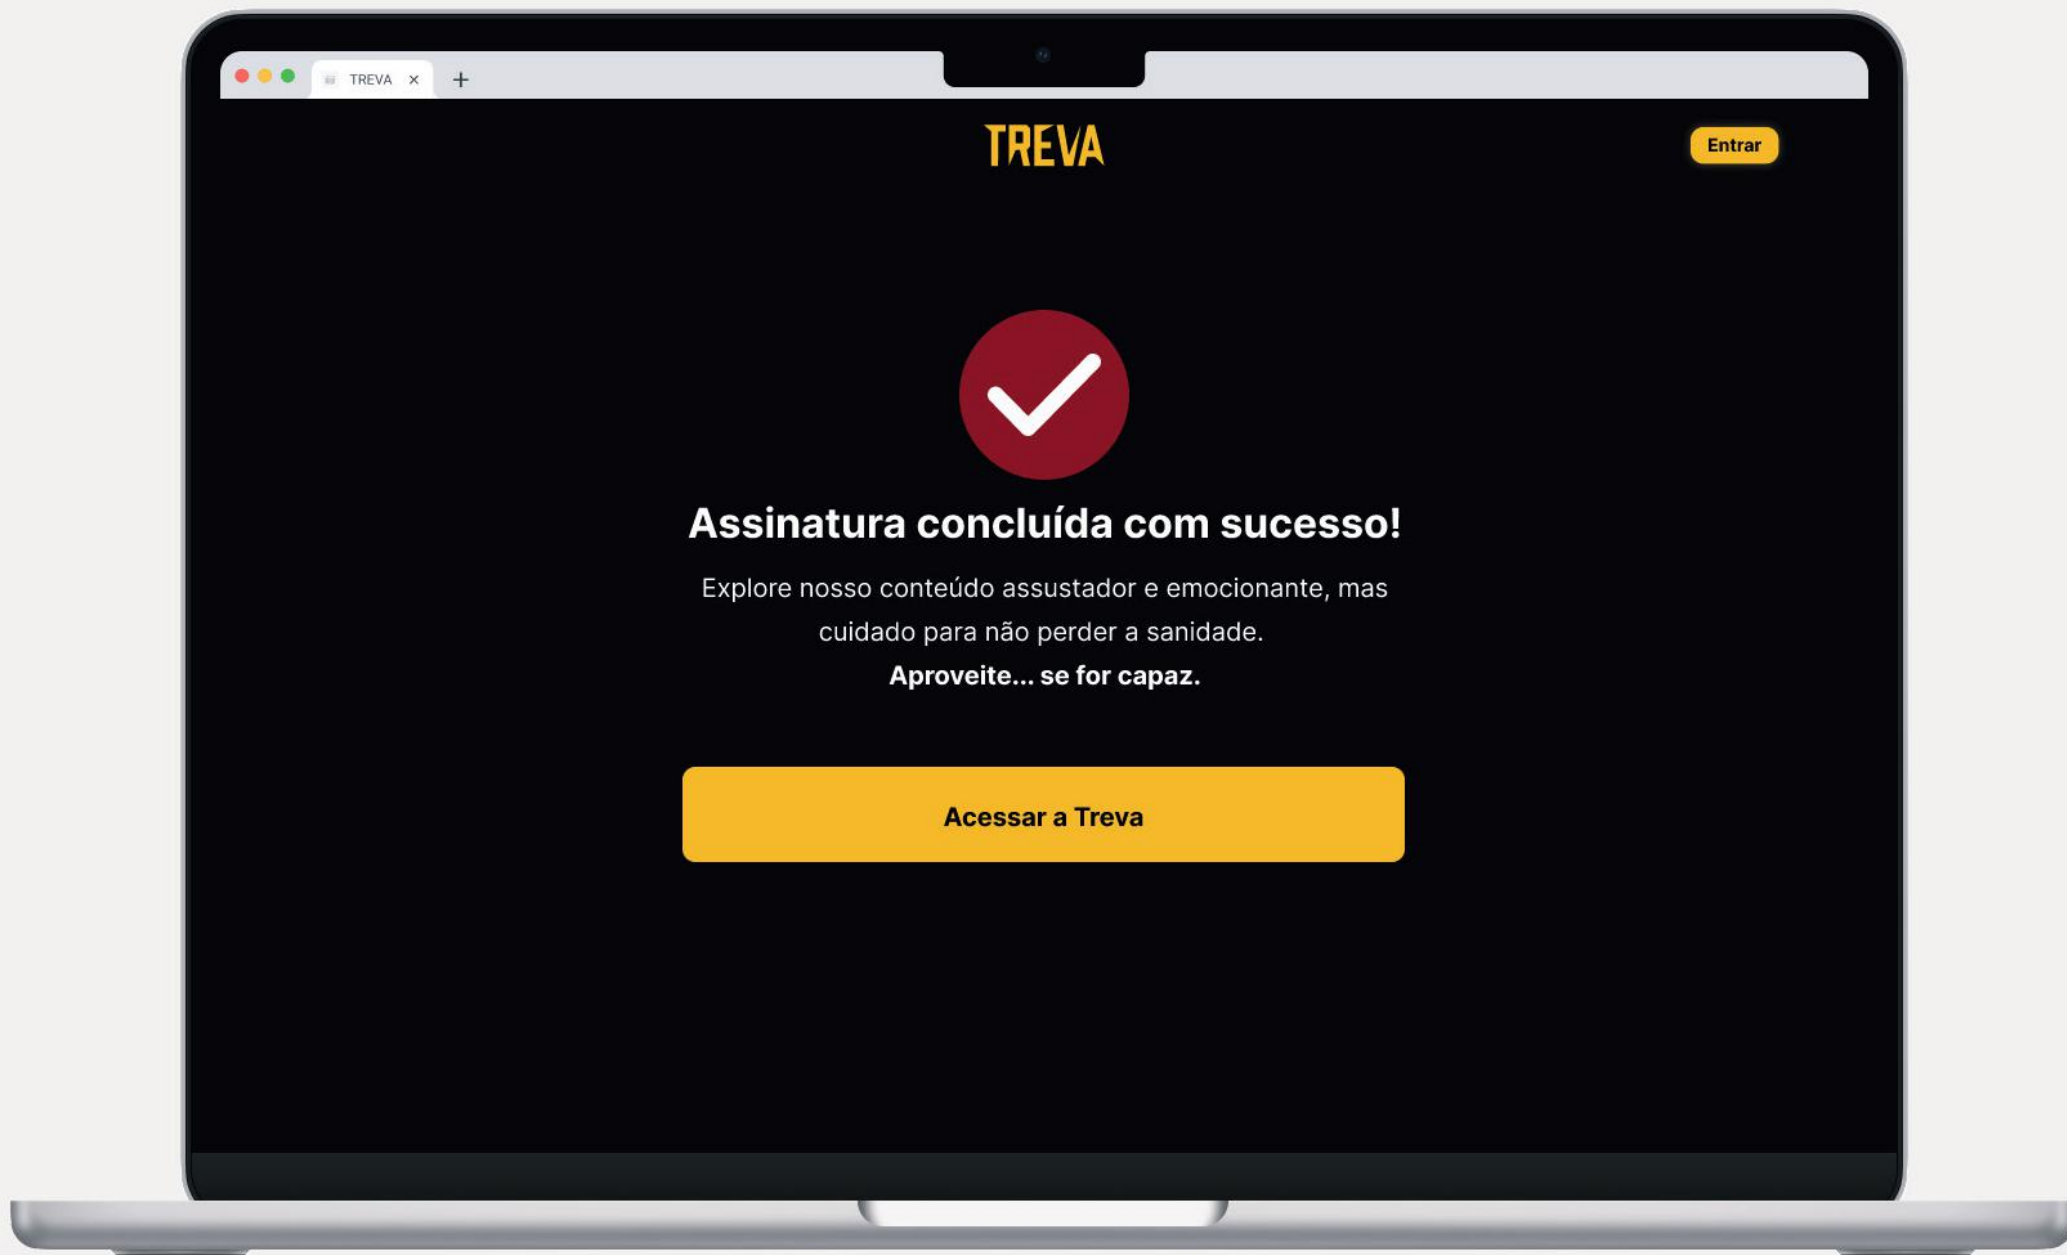 TREVA
TREVA
Entrar
Assinatura concluída com sucesso!
Explore nosso conteúdo assustador e emocionante, mas
cuidado para não perder a sanidade.
Aproveite... se for capaz.
Acessar a Treva